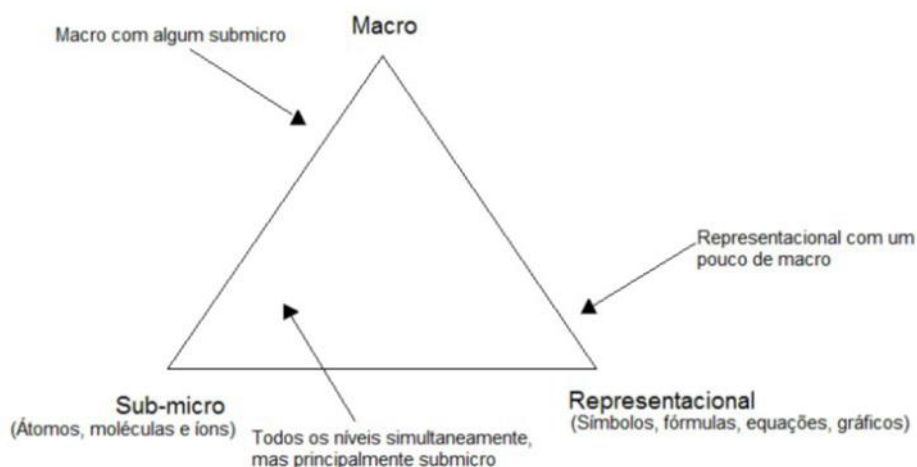 Macro
Macro com algum submicro
Representacional com um
pouco de macro
Sub-micro
(Átomos, moléculas e íons)
Todos os níveis simultaneamente,
mas principalmente submicro
Representacional
(Símbolos, fórmulas, equações, gráficos)